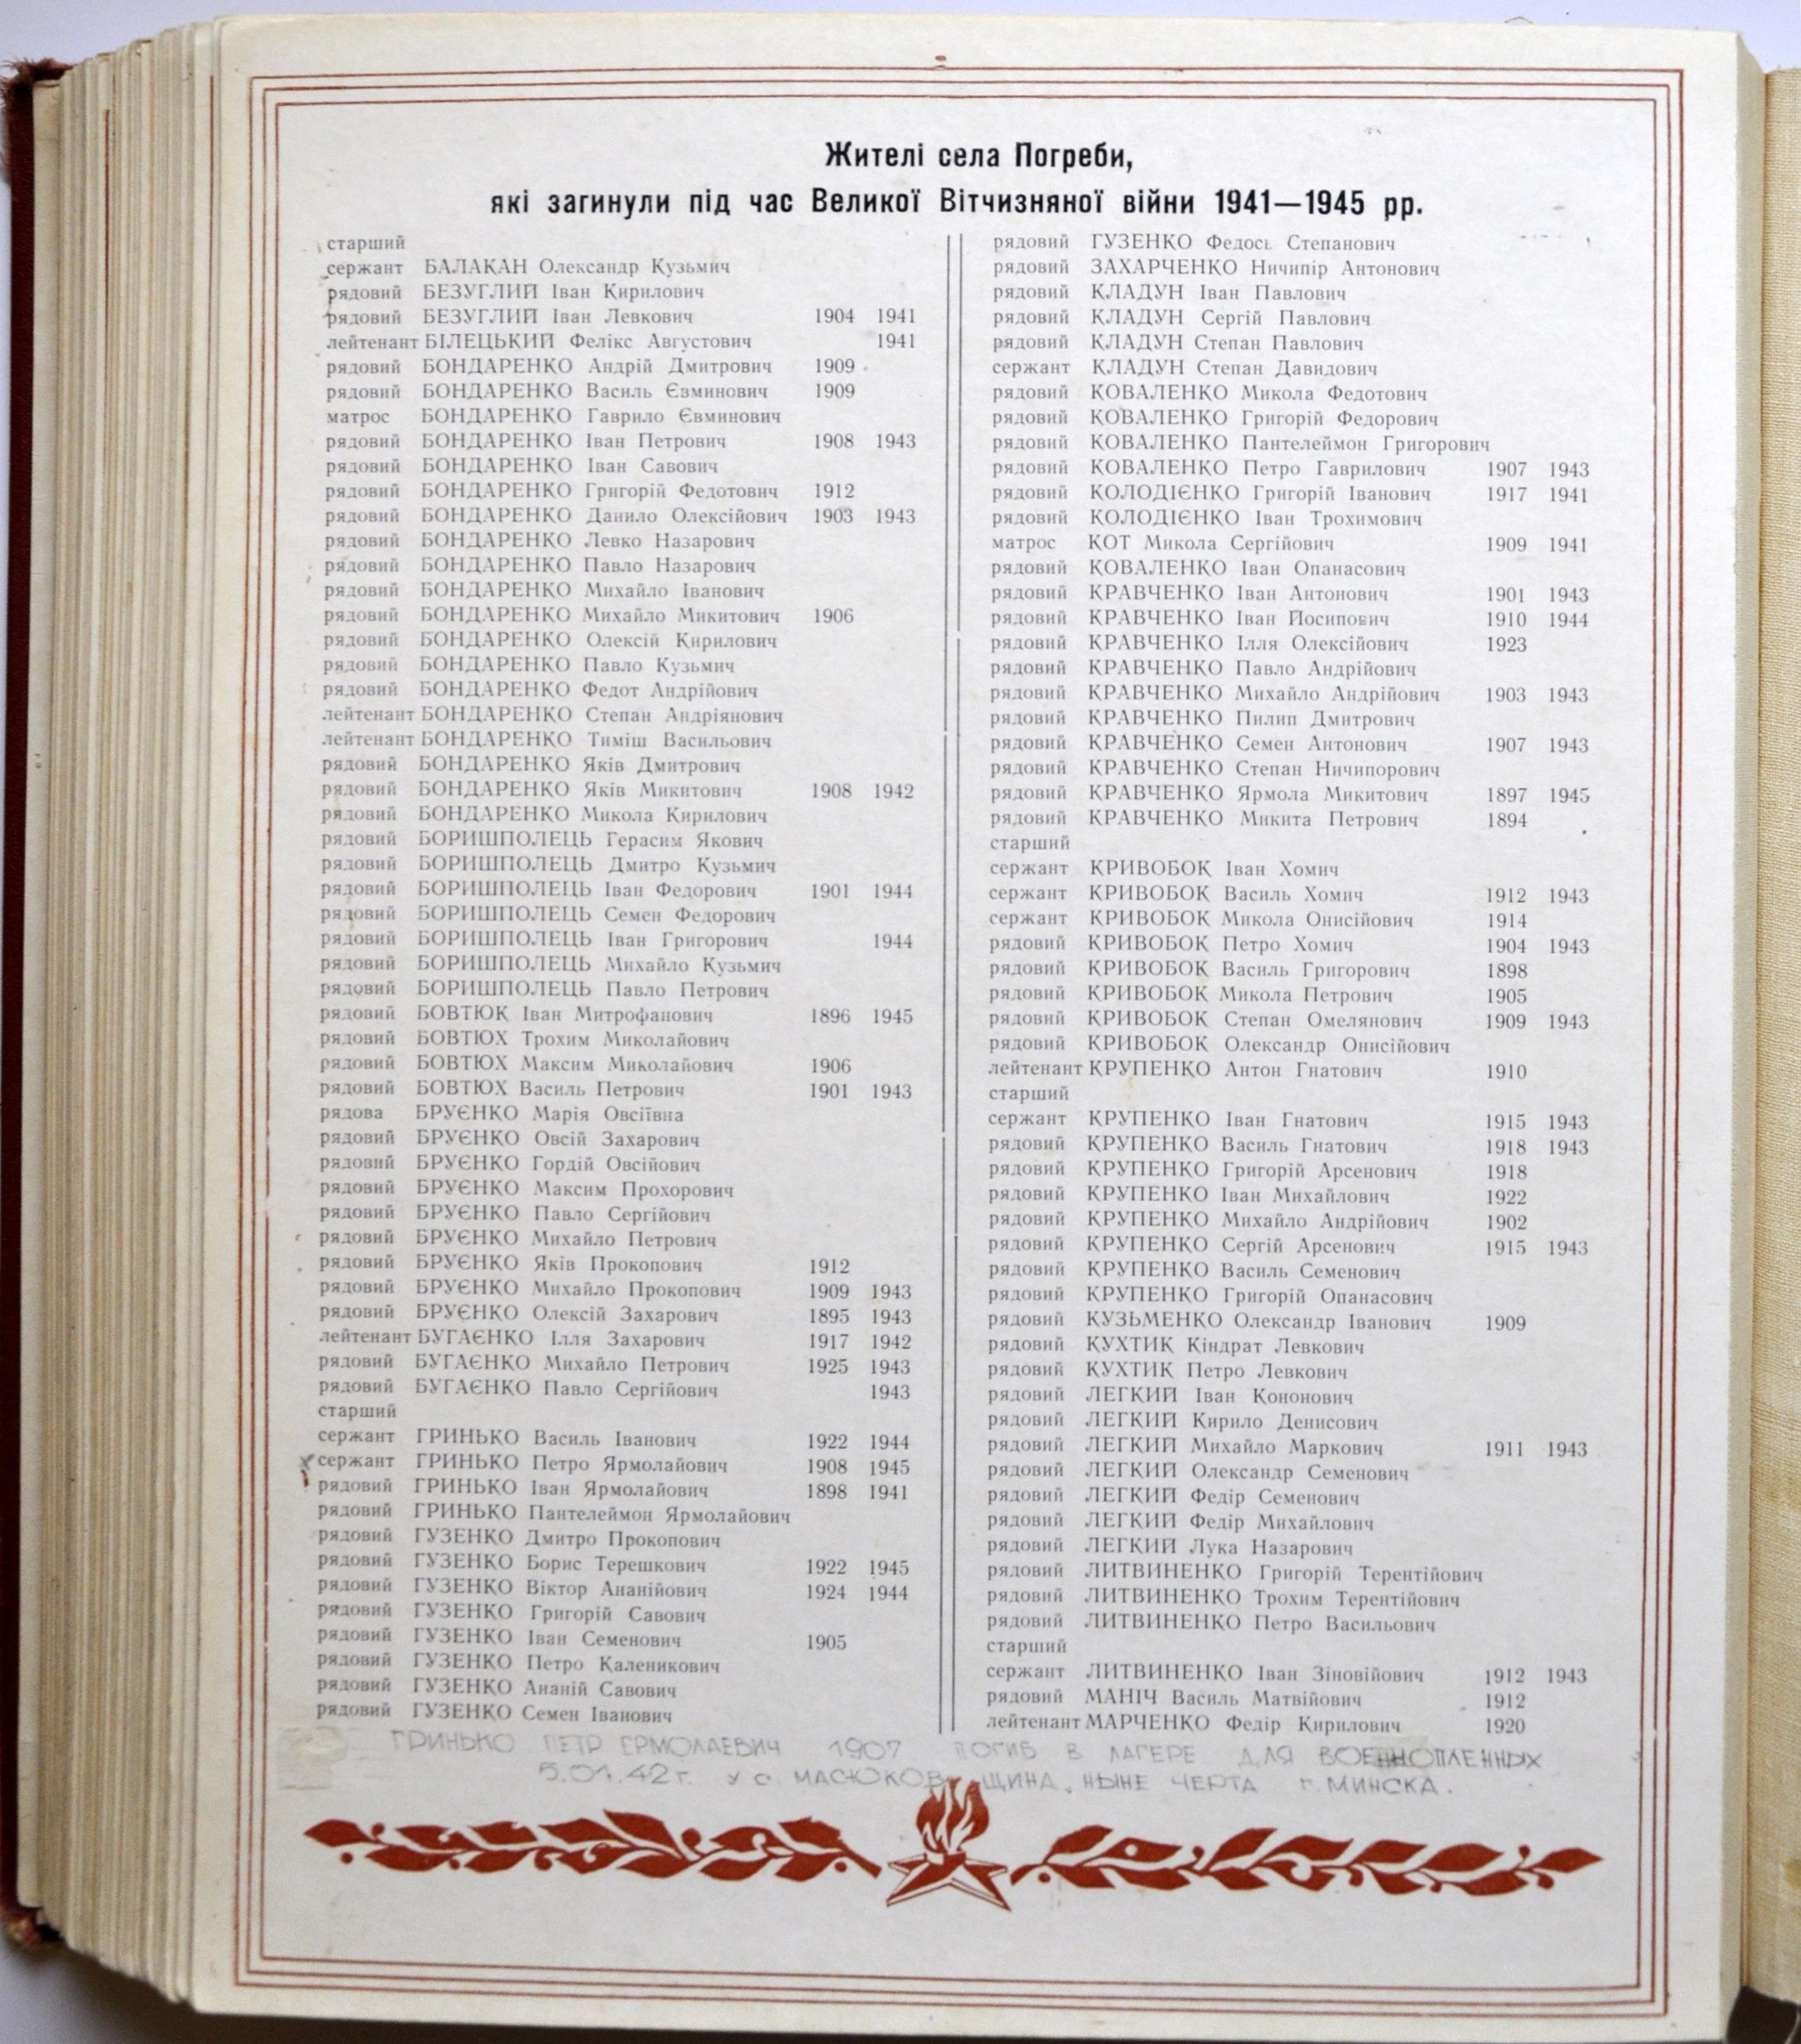 Жителі села Погреби,
які загинули під час Великої Вітчизняної війни 1941—1945 рр.
старший
сержант БАЛАКАН Олександр Кузьмич
рядовий БЕЗУГЛИЙ Іван Кирилович
рядовий БЕЗУГЛИЙ Іван Левкович 1904 1941
лейтенант БІЛЕЦЬКИЙ Фелікс Августович 1941
рядовий БОНДАРЕНКО Андрій Дмитрович 1909
рядовий БОНДАРЕНКО Василь Євминович 1909
матрос БОНДАРЕНКО Гаврило Євминович
рядовий БОНДАРЕНКО Іван Петрович 1908 1943
рядовий БОНДАРЕНКО Іван Савович
рядовий БОНДАРЕНКО Григорій Федотович 1912
рядовий БОНДАРЕНКО Данило Олексійович 1903 1943
рядовий БОНДАРЕНКО Левко Назарович
рядовий БОНДАРЕНКО Павло Назарович
рядовий БОНДАРЕНКО Михайло Іванович
рядовий БОНДАРЕНКО Михайло Микитович 1906
рядовий БОНДАРЕНКО Олексій Кирилович
рядовий БОНДАРЕНКО Павло Кузьмич
рядовий БОНДАРЕНКО Федот Андрійович
лейтенант БОНДАРЕНКО Степан Андріянович
лейтенант БОНДАРЕНКО Тиміш Васильович
рядовий БОНДАРЕНКО Яків Дмитрович
рядовий БОНДАРЕНКО Яків Микитович 1908 1942
рядовий БОНДАРЕНКО Микола Кирилович
рядовий БОРИШПОЛЕЦЬ Герасим Якович
рядовий БОРИШПОЛЕЦЬ Дмитро Кузьмич
рядовий БОРИШПОЛЕЦЬ Іван Федорович 1901 1944
рядовий БОРИШПОЛЕЦЬ Семен Федорович
рядовий БОРИШПОЛЕЦЬ Іван Григорович 1944
рядовий БОРИШПОЛЕЦЬ Михайло Кузьмич
рядовий БОРИШПОЛЕЦЬ Павло Петрович
рядовий БОВТЮК Іван Митрофанович 1896 1945
рядовий БОВТЮХ Трохим Миколайович
рядовий БОВТЮХ Максим Миколайович 1906
рядовий БОВТЮХ Василь Петрович 1901 1943
рядова БРУЄНКО Марія Овсіївна
рядовий БРУЄНКО Овсій Захарович
рядовий БРУЄНКО Гордій Овсійович
рядовий БРУЄНКО Максим Прохорович
рядовий БРУЄНКО Павло Сергійович
рядовий БРУЄНКО Михайло Петрович
рядовий БРУЄНКО Яків Прокопович 1912
рядовий БРУЄНКО Михайло Прокопович 1909 1943
рядовий БРУЄНКО Олексій Захарович 1895 1943
лейтенант БУГАЄНКО Ілля Захарович 1917 1942
рядовий БУГАЄНКО Михайло Петрович 1925 1943
рядовий БУГАЄНКО Павло Сергійович 1943
старший
сержант ГРИНЬКО Василь Іванович 1922 1944
сержант ГРИНЬКО Петро Ярмолайович 1908 1945
рядовий ГРИНЬКО Іван Ярмолайович 1898 1941
рядовий ГРИНЬКО Пантелеймон Ярмолайович
рядовий ГУЗЕНКО Дмитро Прокопович
рядовий ГУЗЕНКО Борис Терешкович 1922 1945
рядовий ГУЗЕНКО Віктор Ананійович 1924 1944
рядовий ГУЗЕНКО Григорій Савович
рядовий ГУЗЕНКО Іван Семенович 1905
рядовий ГУЗЕНКО Петро Каленикович
рядовий ГУЗЕНКО Ананій Савович
рядовий ГУЗЕНКО Семен Іванович
рядовий ГУЗЕНКО Федось Степанович
рядовий ЗАХАРЧЕНКО Ничипір Антонович
рядовий КЛАДУН Іван Павлович
рядовий КЛАДУН Сергій Павлович
рядовий КЛАДУН Степан Павлович
сержант КЛАДУН Степан Давидович
рядовий КОВАЛЕНКО Микола Федотович
рядовий КОВАЛЕНКО Григорій Федорович
рядовий КОВАЛЕНКО Пантелеймон Григорович
рядовий КОВАЛЕНКО Петро Гаврилович 1907 1943
рядовий КОЛОДІЄНКО Григорій Іванович 1917 1941
рядовий КОЛОДІЄНКО Іван Трохимович
матрос КОТ Микола Сергійович 1909 1941
рядовий КОВАЛЕНКО Іван Опанасович
рядовий КРАВЧЕНКО Іван Антонович 1901 1943
рядовий КРАВЧЕНКО Іван Йосипович 1910 1944
рядовий КРАВЧЕНКО Ілля Олексійович 1923
рядовий КРАВЧЕНКО Павло Андрійович
рядовий КРАВЧЕНКО Михайло Андрійович 1903 1943
рядовий КРАВЧЕНКО Пилип Дмитрович
рядовий КРАВЧЕНКО Семен Антонович 1907 1943
рядовий КРАВЧЕНКО Степан Ничипорович
рядовий КРАВЧЕНКО Ярмола Микитович 1897 1945
рядовий КРАВЧЕНКО Микита Петрович 1894
старший
сержант КРИВОБОК Іван Хомич
сержант КРИВОБОК Василь Хомич 1912 1943
сержант КРИВОБОК Микола Онисійович 1914
рядовий КРИВОБОК Петро Хомич 1904 1943
рядовий КРИВОБОК Василь Григорович 1898
рядовий КРИВОБОК Микола Петрович 1905
рядовий КРИВОБОК Степан Омелянович 1909 1943
рядовий КРИВОБОК Олександр Онисійович
лейтенант КРУПЕНКО Антон Гнатович 1910
старший
сержант КРУПЕНКО Іван Гнатович 1915 1943
рядовий КРУПЕНКО Василь Гнатович 1918 1943
рядовий КРУПЕНКО Григорій Арсенович 1918
рядовий КРУПЕНКО Іван Михайлович 1922
рядовий КРУПЕНКО Михайло Андрійович 1902
рядовий КРУПЕНКО Сергій Арсенович 1915 1943
рядовий КРУПЕНКО Василь Семенович
рядовий КРУПЕНКО Григорій Опанасович
рядовий КУЗЬМЕНКО Олександр Іванович 1909
рядовий КУХТИК Кіндрат Левкович
рядовий КУХТИК Петро Левкович
рядовий ЛЕГКИЙ Іван Кононович
рядовий ЛЕГКИЙ Кирило Денисович
рядовий ЛЕГКИЙ Михайло Маркович 1911 1943
рядовий ЛЕГКИЙ Олександр Семенович
рядовий ЛЕГКИЙ Федір Семенович
рядовий ЛЕГКИЙ Федір Михайлович
рядовий ЛЕГКИЙ Лука Назарович
рядовий ЛИТВИНЕНКО Григорій Терентійович
рядовий ЛИТВИНЕНКО Трохим Терентійович
рядовий ЛИТВИНЕНКО Петро Васильович
старший
сержант ЛИТВИНЕНКО Іван Зіновійович 1912 1943
рядовий МАНІЧ Василь Матвійович 1912
лейтенант МАРЧЕНКО Федір Кирилович 1920
ГРИНЬКО ПЕТР ЕРМОЛАЕВИЧ 1907 ПОГИБ В ЛАГЕРЕ ДЛЯ ВОЕННОПЛЕННЫХ
5.01.42 г. У С. МАСЮКОВЩИНА, НЫНЕ ЧЕРТА Г. МИНСКА.